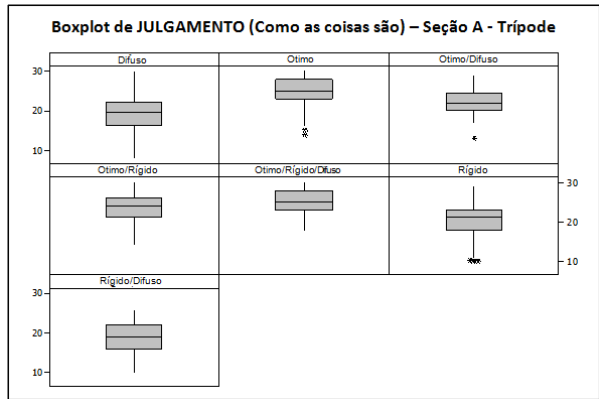 Boxplot de JULGAMENTO (Como as coisas são) – Seção A - Trípode
Difuso
Otimo
Otimo/Difuso
30
20
10
Otimo/Rígido
Otimo/Rígido/Difuso
Rígido
30
20
10
Rígido/Difuso
30
20
10